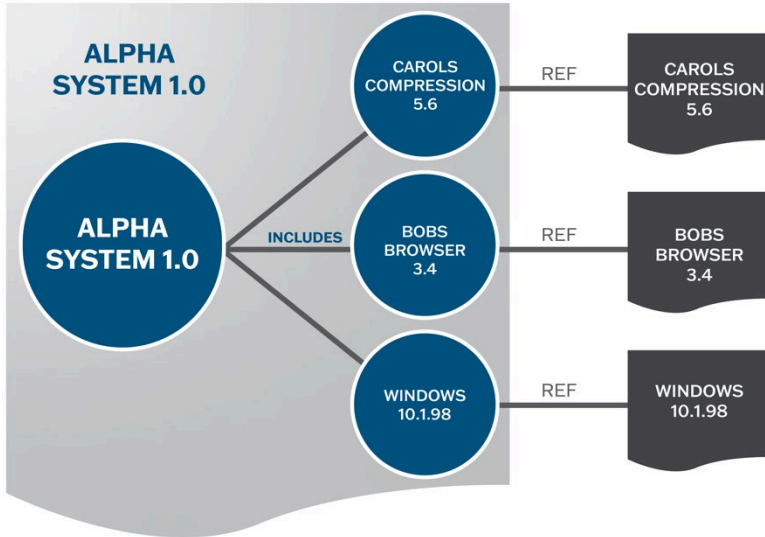 ALPHA
SYSTEM 1.0
ALPHA
SYSTEM 1.0
INCLUDES
CAROLS
COMPRESSION
5.6
REF
CAROLS
COMPRESSION
5.6
BOBS
BROWSER
3.4
REF
BOBS
BROWSER
3.4
WINDOWS
10.1.98
REF
WINDOWS
10.1.98